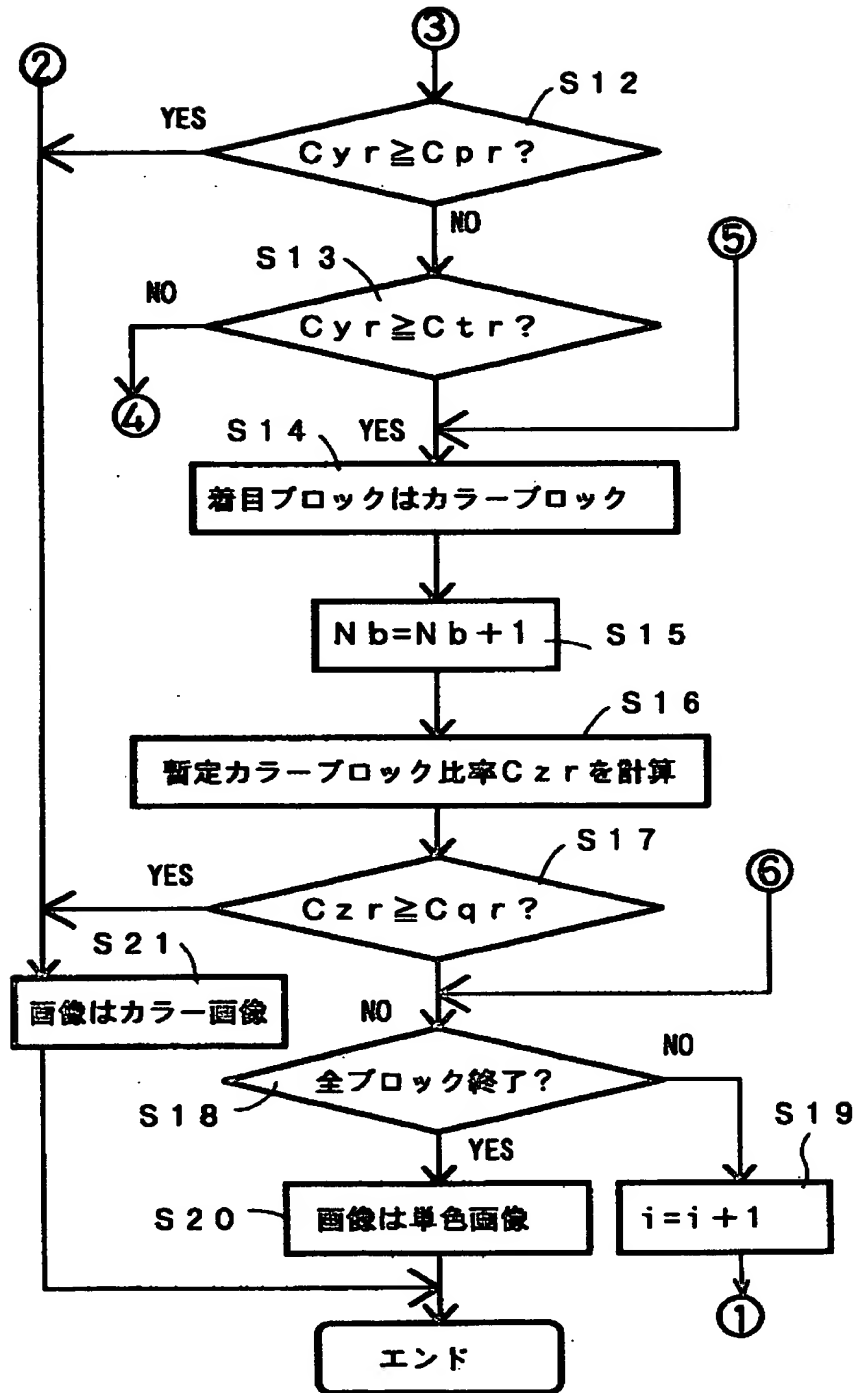 ③
②
S12
YES
Cyr≧Cpr?
NO
⑤
S13
NO
Cyr≧Ctr?
④
YES
S14
着目ブロックはカラーブロック
Nb=Nb+1
S15
S16
暫定カラーブロック比率Czrを計算
S17
⑥
YES
Czr≧Cqr?
S21
画像はカラー画像
NO
NO
全ブロック終了?
S18
S19
YES
S20
画像は単色画像
i=i+1
①
エンド